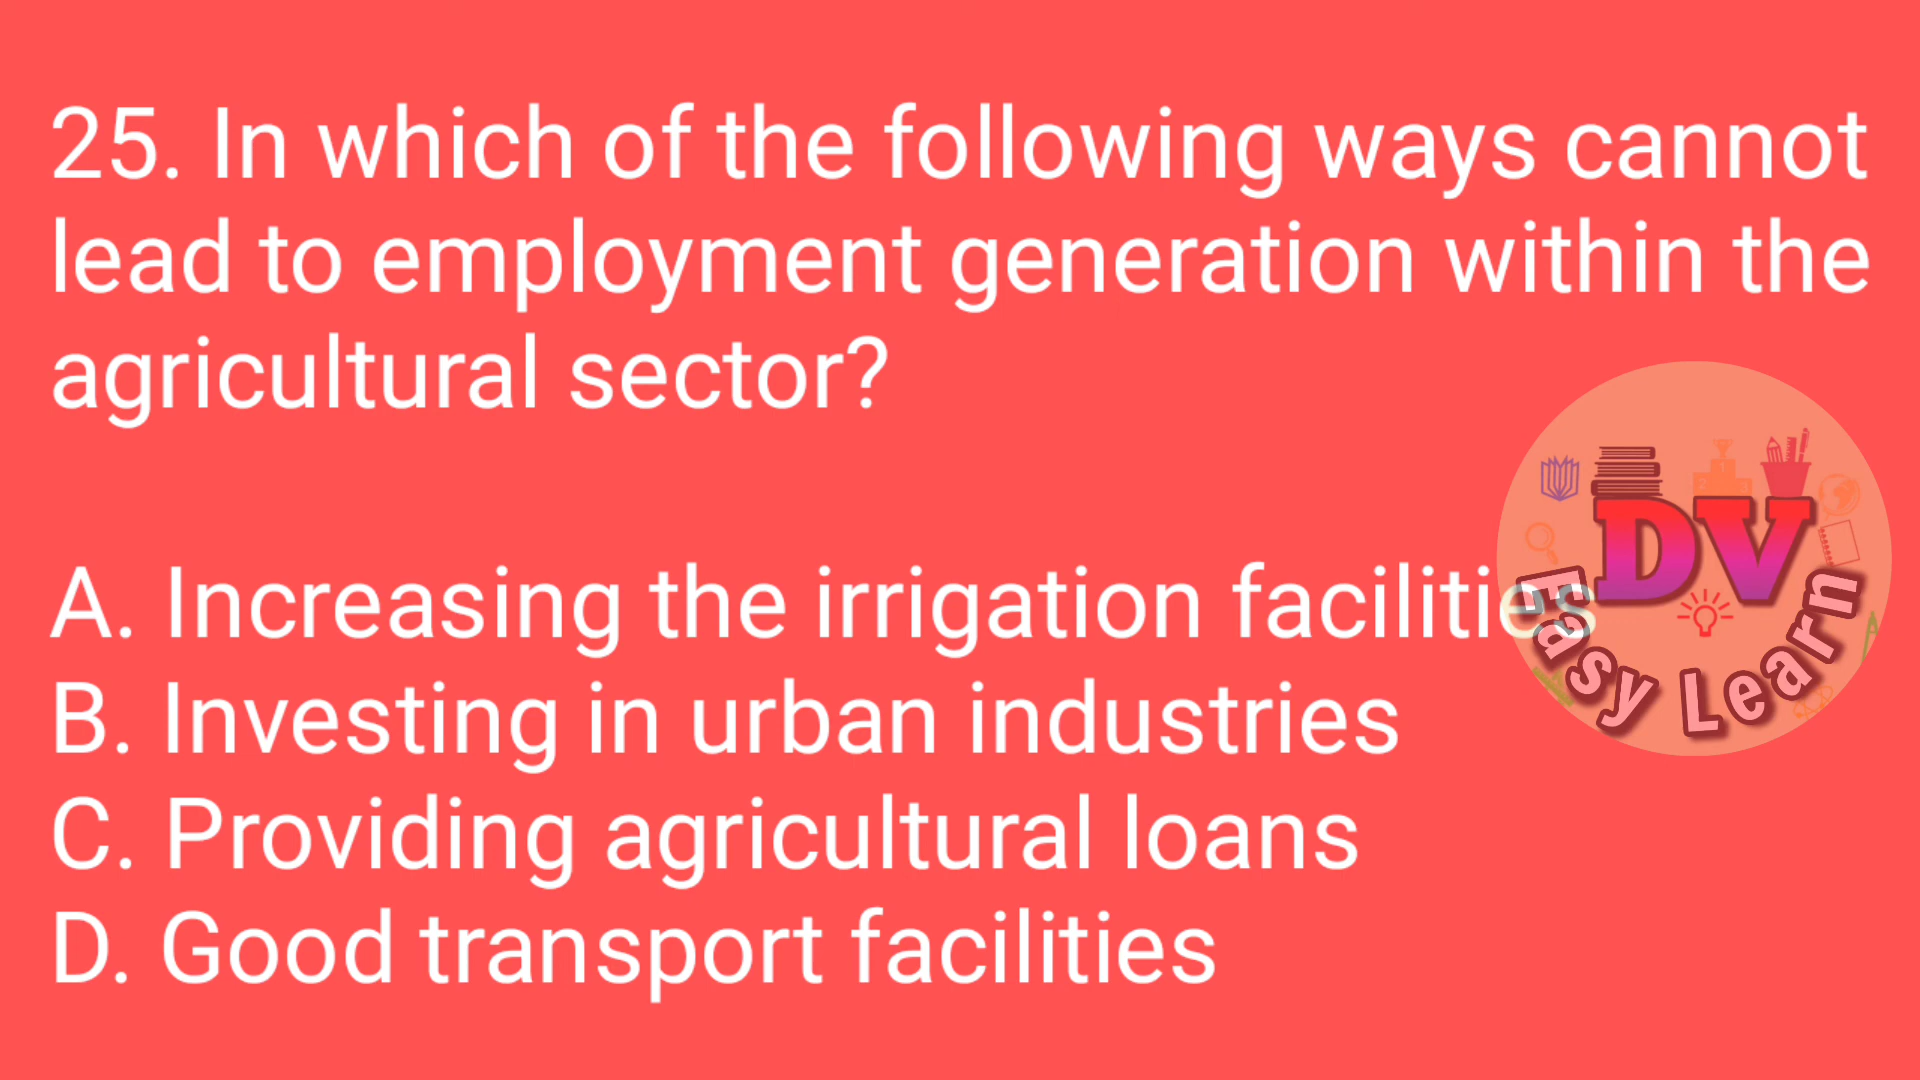 25. In which of the following ways cannot
lead to employment generation within the
agricultural sector?
A. Increasing the irrigation facilities
B. Investing in urban industries
C. Providing agricultural loans
D. Good transport facilities
DV
Easy Learn